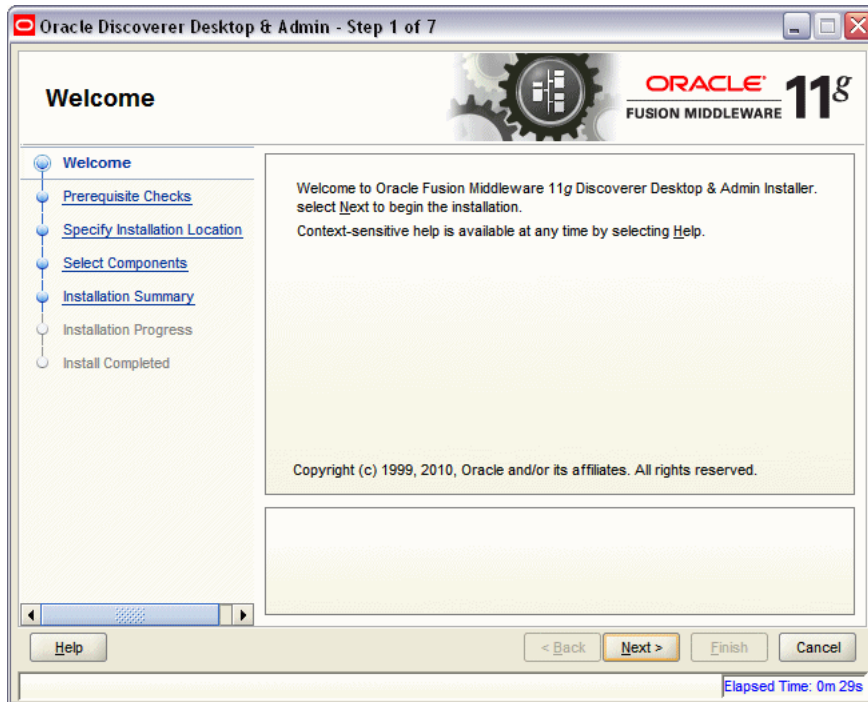 Oracle Discoverer Desktop & Admin - Step 1 of 7
Welcome
ORACLE®
FUSION MIDDLEWARE
11g
Welcome
Prerequisite Checks
Specify Installation Location
Select Components
Installation Summary
Installation Progress
Install Completed
Welcome to Oracle Fusion Middleware 11g Discoverer Desktop & Admin Installer.
select Next to begin the installation.
Context-sensitive help is available at any time by selecting Help.
Copyright (c) 1999, 2010, Oracle and/or its affiliates. All rights reserved.
Help
< Back
Next >
Finish
Cancel
Elapsed Time: 0m 29s